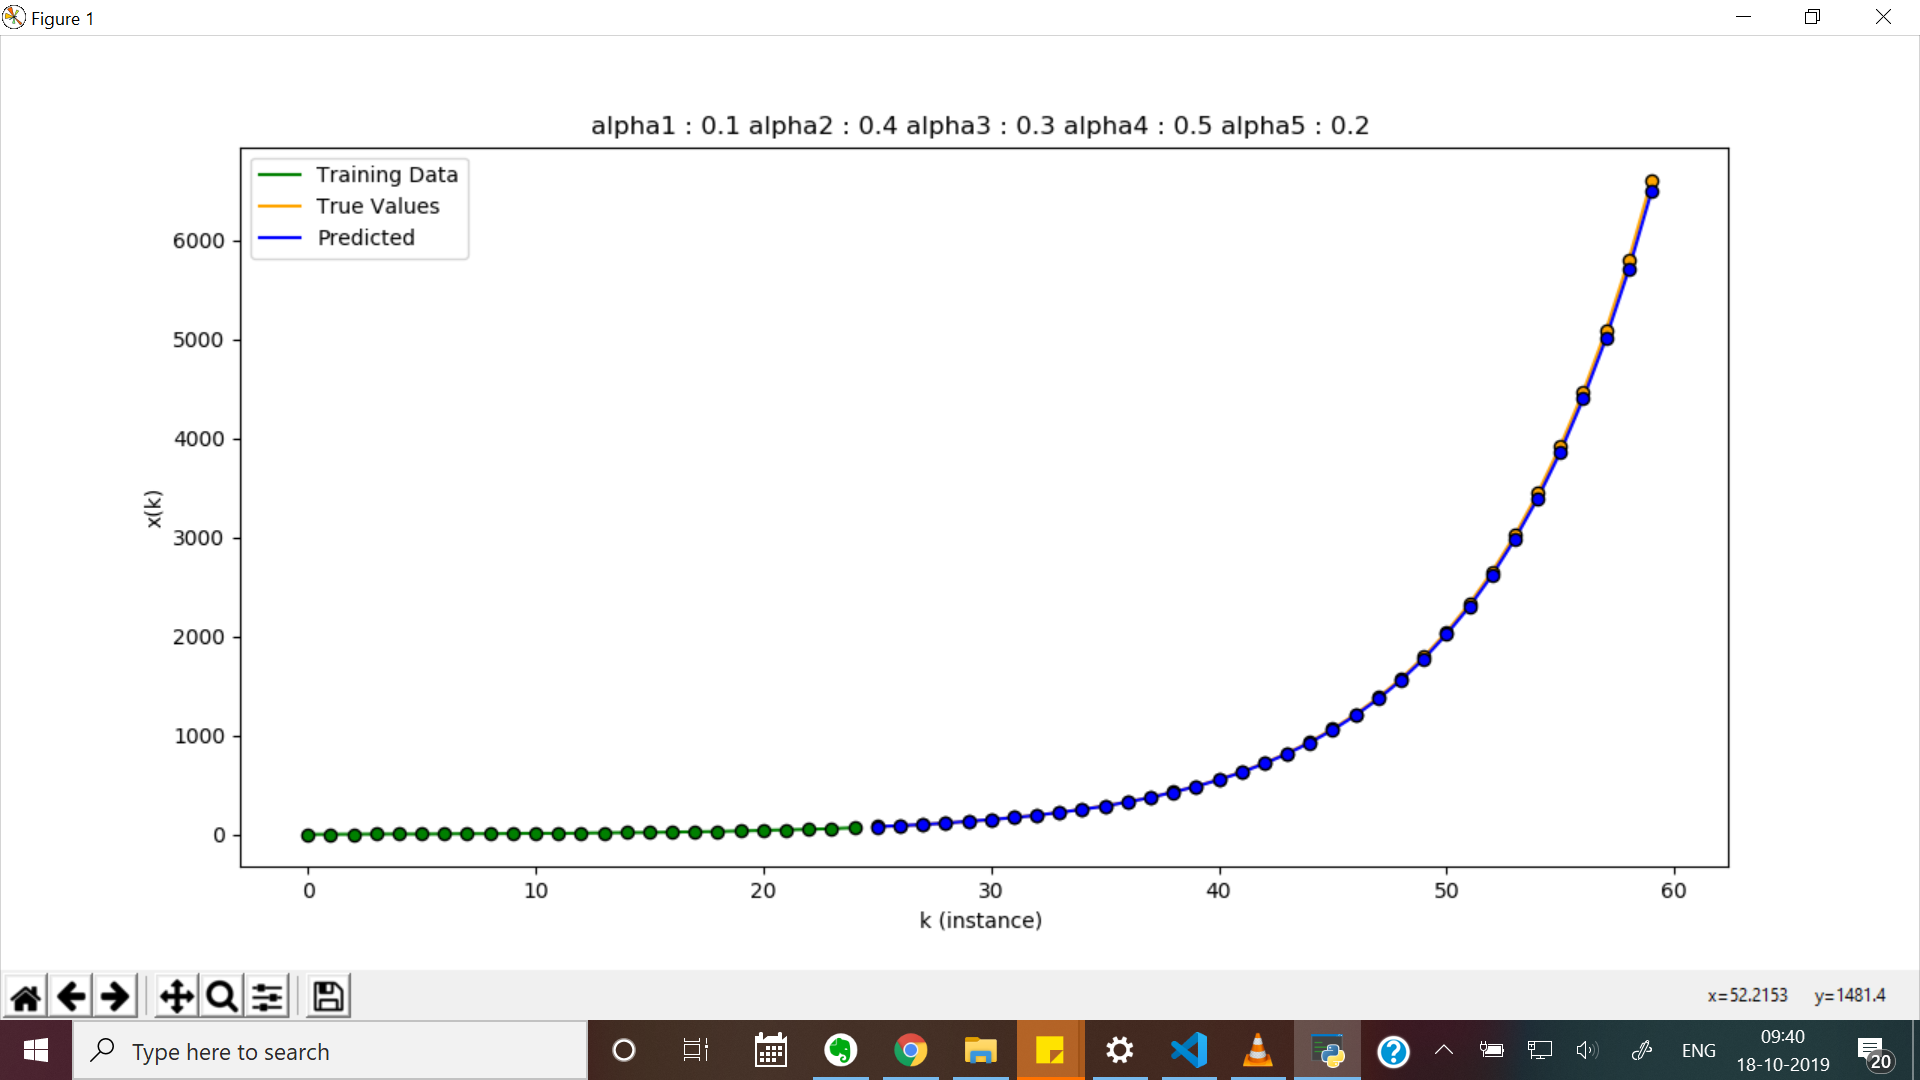 Figure 1
alpha1 : 0.1 alpha2 : 0.4 alpha3 : 0.3 alpha4 : 0.5 alpha5 : 0.2
Training Data
True Values
Predicted
6000
5000
4000
3000
2000
1000
0
x(k)
0 10 20 30 40 50 60
k (instance)
x=52.2153 y=1481.4
Type here to search
ENG
09:40
18-10-2019
20